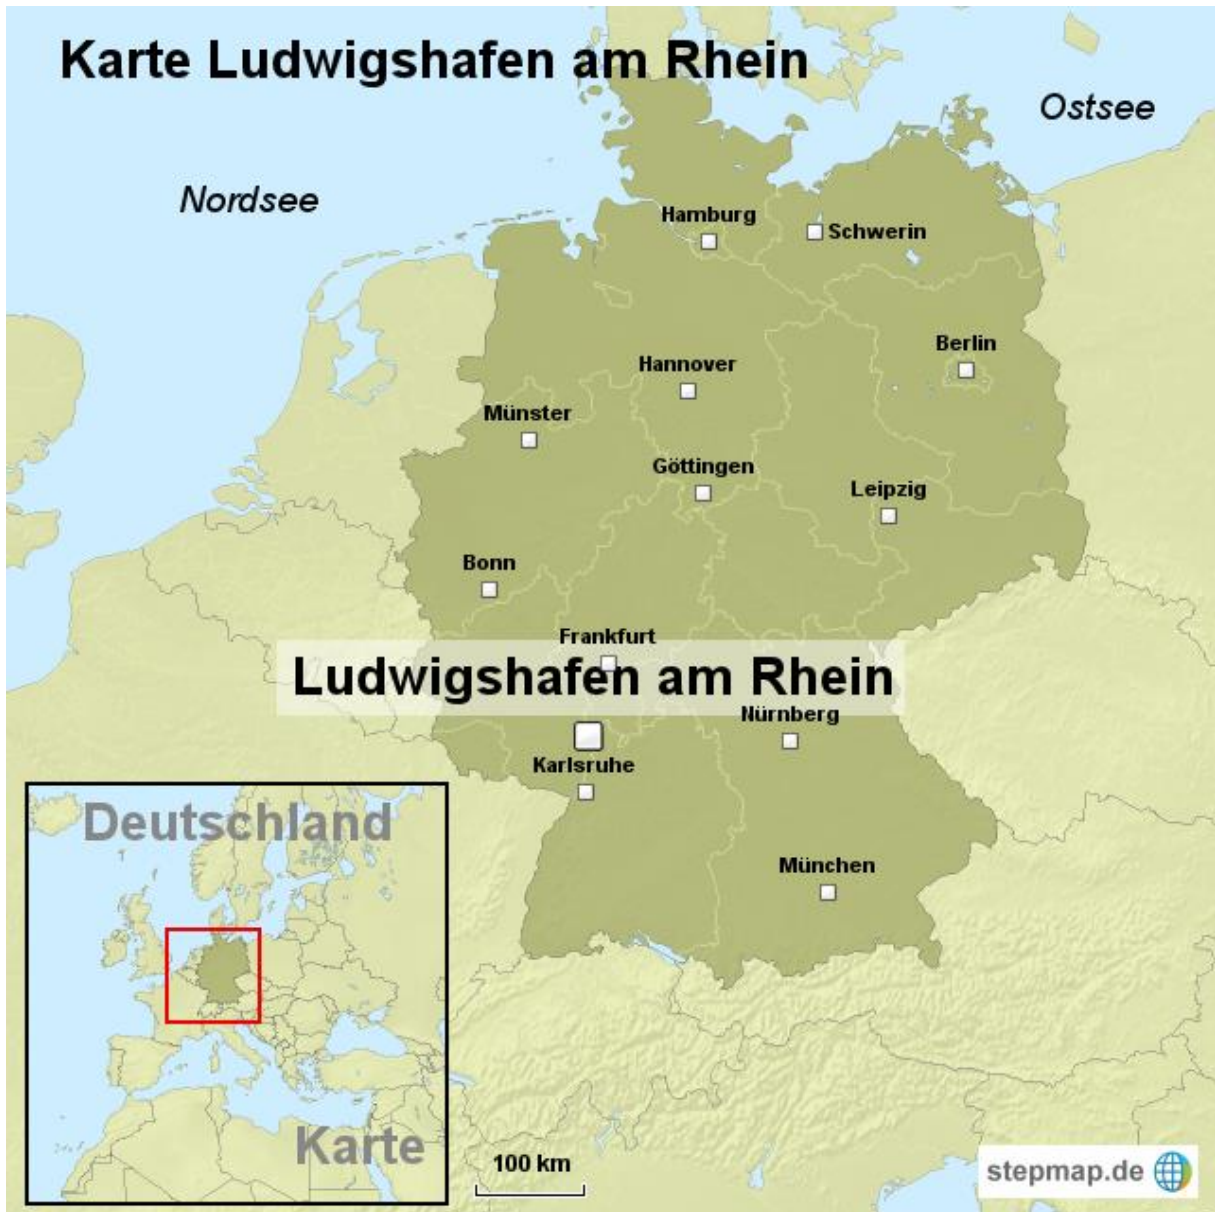 Karte Ludwigshafen am Rhein
Ostsee
Nordsee
Hamburg
Schwerin
Berlin
Hannover
Münster
Göttingen
Leipzig
Bonn
Frankfurt
Ludwigshafen am Rhein
Nürnberg
Karlsruhe
Deutschland
München
Karte
100 km
stepmap.de